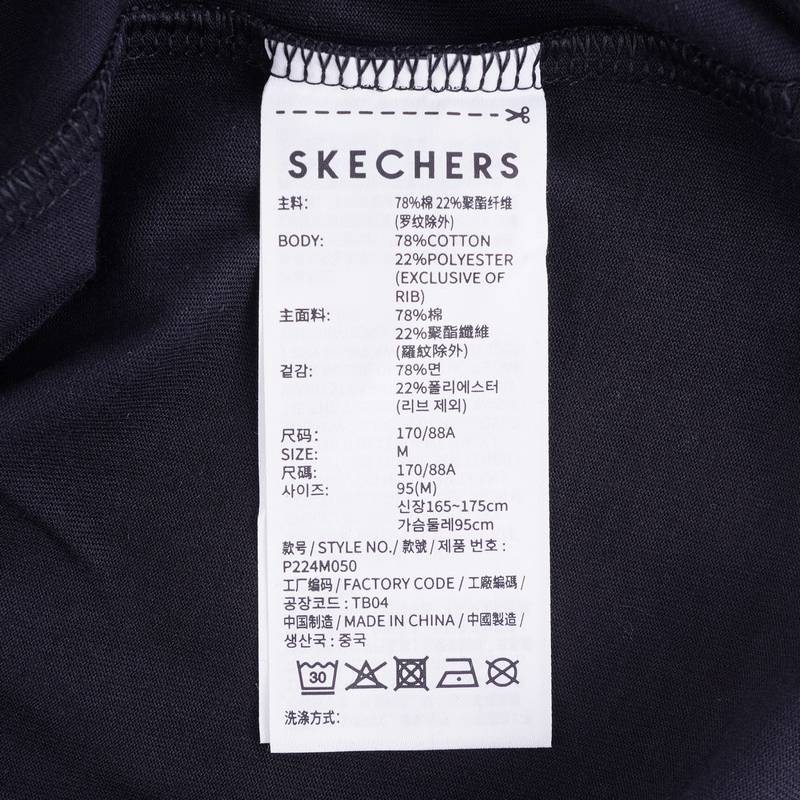 SKECHERS
主料: 78%棉 22%聚酯纤维
(罗纹除外)
BODY: 78%COTTON
22%POLYESTER
(EXCLUSIVE OF
RIB)
主面料: 78%棉
22%聚酯纖維
(羅紋除外)
겉감: 78%면
22%폴리에스터
(리브 제외)
尺码: 170/88A
SIZE: M
尺碼: 170/88A
사이즈: 95(M)
신장165~175cm
가슴둘레95cm
款号/STYLE NO./款號/제품 번호:
P224M050
工厂编码/FACTORY CODE/工廠編碼/
공장코드: TB04
中国制造/MADE IN CHINA/中國製造/
생산국: 중국
30
洗涤方式: